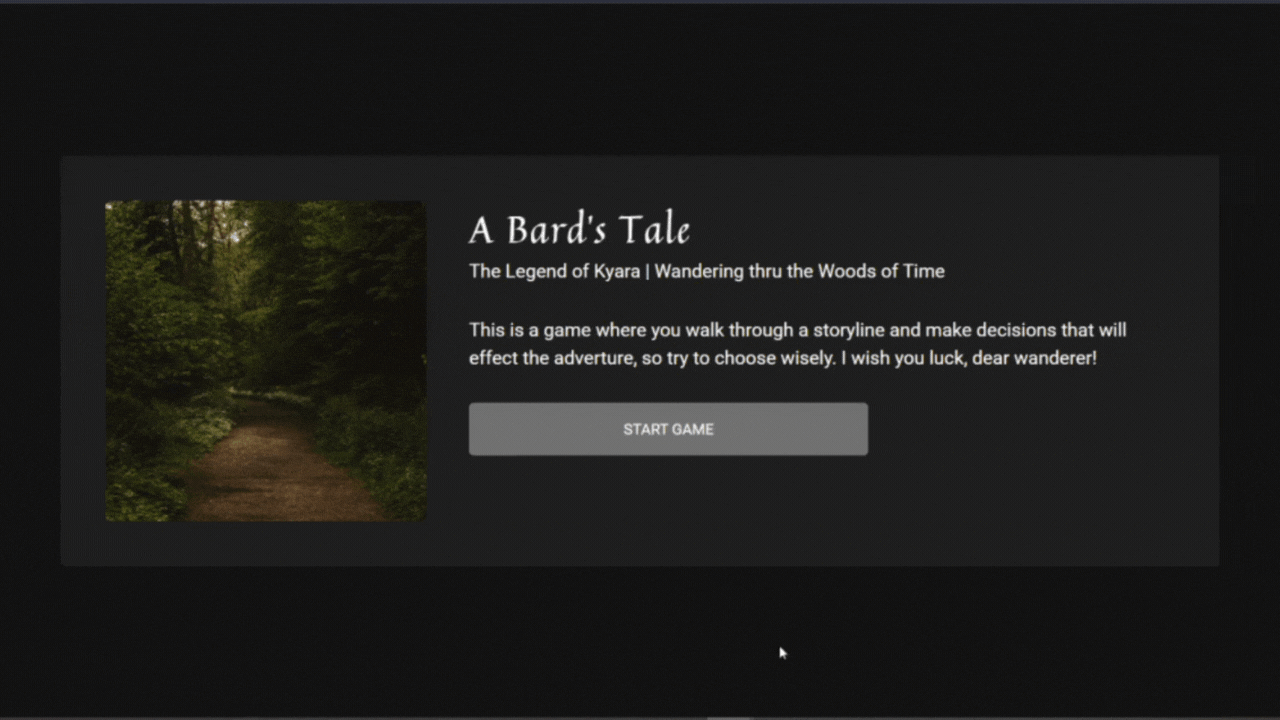 A Bard's Tale
The Legend of Kyara | Wandering thru the Woods of Time
This is a game where you walk through a storyline and make decisions that will
effect the adverture, so try to choose wisely. I wish you luck, dear wanderer!
START GAME